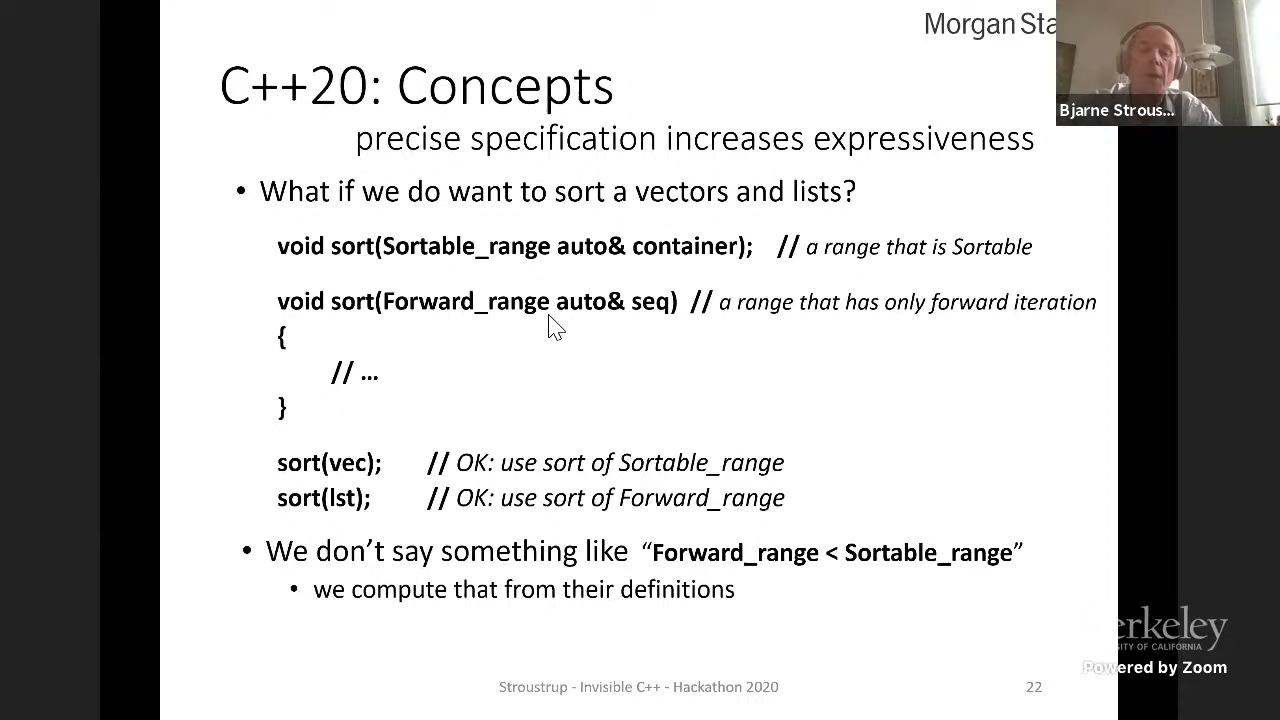 Morgan Sta
C++20: Concepts
Bjarne Strous...
precise specification increases expressiveness
• What if we do want to sort a vectors and lists?
void sort(Sortable_range auto& container); // a range that is Sortable
void sort(Forward_range auto& seq) // a range that has only forward iteration
{
// …
}
sort(vec); // OK: use sort of Sortable_range
sort(lst); // OK: use sort of Forward_range
• We don’t say something like “Forward_range < Sortable_range”
• we compute that from their definitions
erkeley
SITY OF CALIFORNIA
Powered by Zoom
Stroustrup - Invisible C++ - Hackathon 2020
22